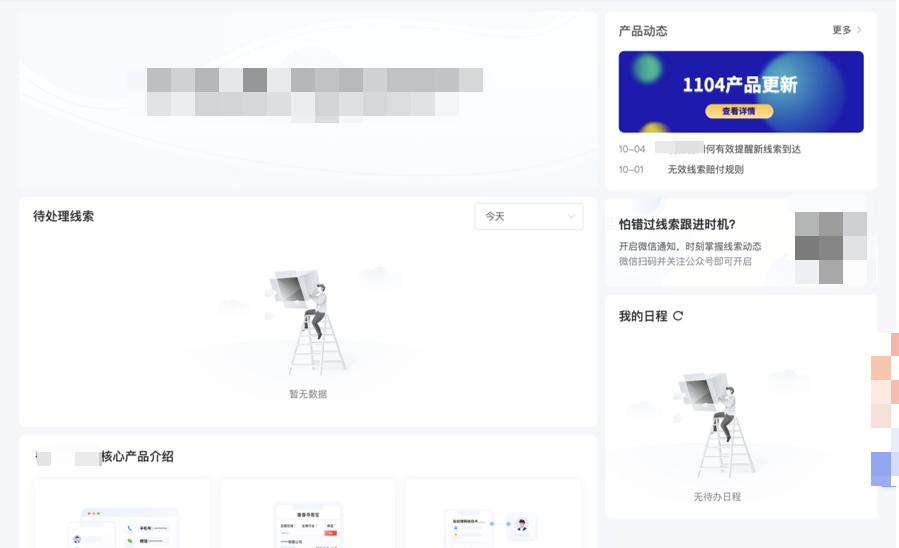 产品动态
更多
1104产品更新
查看详情
10-04 何有效提醒新线索到达
10-01 无效线索赔付规则
待处理线索
今天
暂无数据
怕错过线索跟进时机?
开启微信通知，时刻掌握线索动态
微信扫码并关注公众号即可开启
我的日程
无待办日程
核心产品介绍
手机号
微信